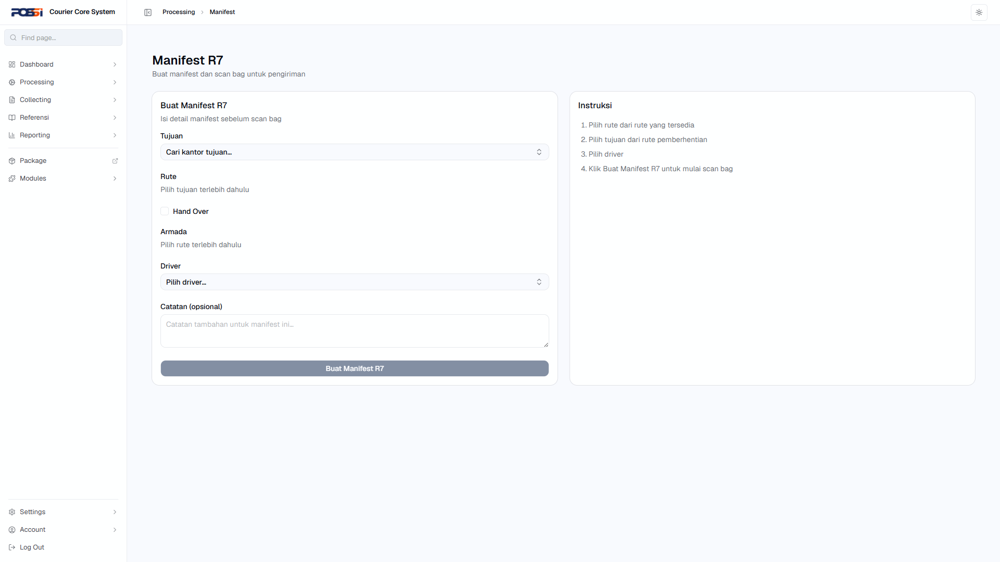 POSSi
Courier Core System
Processing
Manifest
Find page...
Dashboard
Processing
Collecting
Referensi
Reporting
Package
Modules
Settings
Account
Log Out
Manifest R7
Buat manifest dan scan bag untuk pengiriman
Buat Manifest R7
Isi detail manifest sebelum scan bag
Tujuan
Cari kantor tujuan...
Rute
Pilih tujuan terlebih dahulu
Hand Over
Armada
Pilih rute terlebih dahulu
Driver
Pilih driver...
Catatan (opsional)
Catatan tambahan untuk manifest ini...
Buat Manifest R7
Instruksi
1. Pilih rute dari rute yang tersedia
2. Pilih tujuan dari rute pemberhentian
3. Pilih driver
4. Klik Buat Manifest R7 untuk mulai scan bag